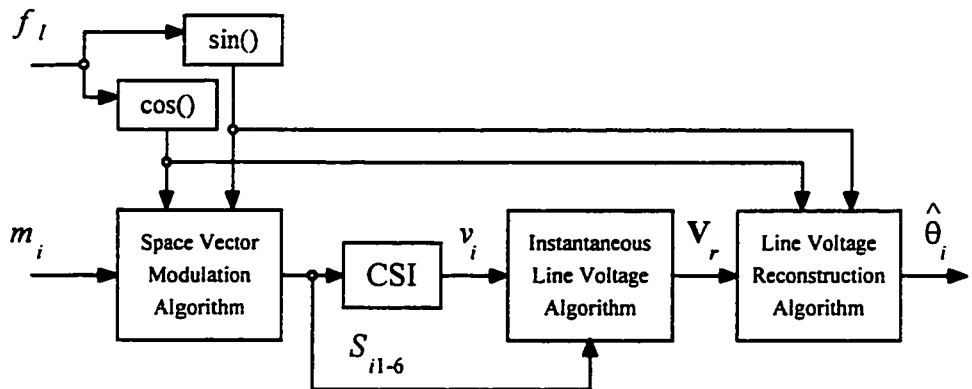 f_l
sin()
cos()
m_i
Space Vector
Modulation
Algorithm
CSI
v_i
Instantaneous
Line Voltage
Algorithm
V_r
Line Voltage
Reconstruction
Algorithm
θ̂_i
S_i1-6